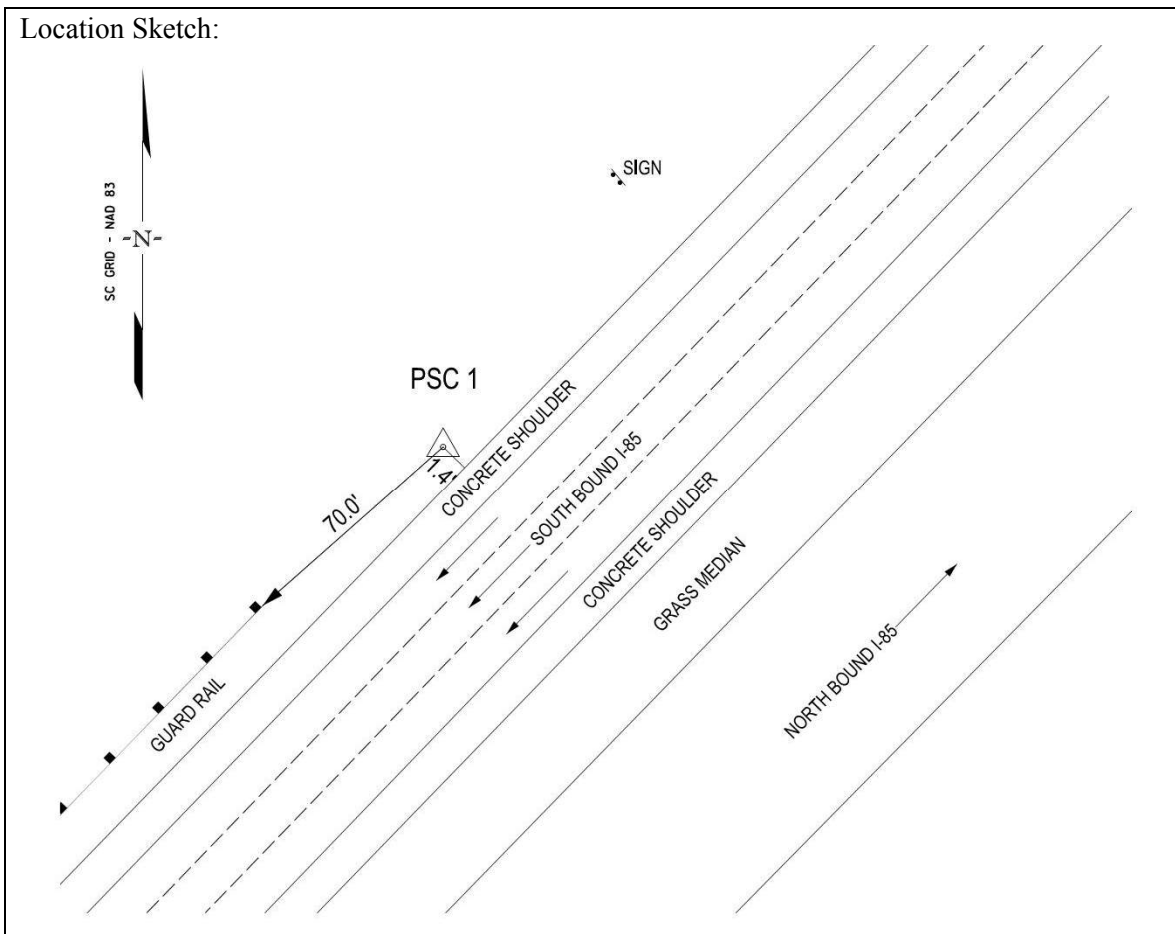 Location Sketch:
SIGN
SC GRID - NAD 83
-N-
PSC 1
1.4'
70.0'
CONCRETE SHOULDER
SOUTH BOUND I-85
CONCRETE SHOULDER
GRASS MEDIAN
NORTH BOUND I-85
GUARD RAIL